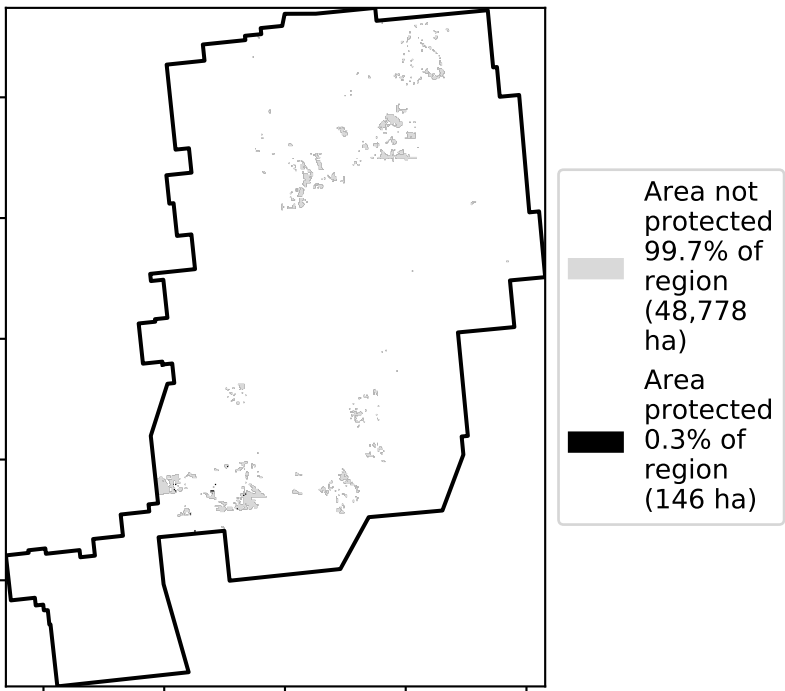 Area not
protected
99.7% of
region
(48,778
ha)
Area
protected
0.3% of
region
(146 ha)